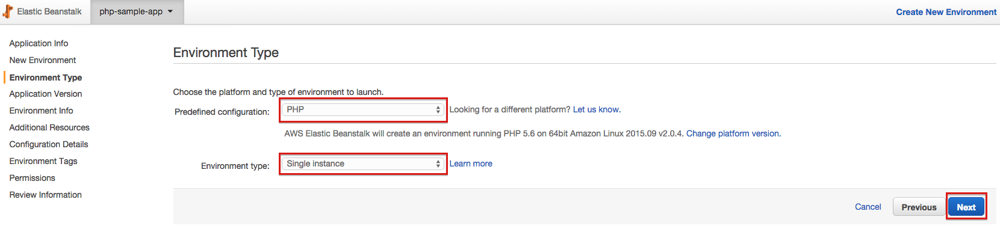 Elastic Beanstalk php-sample-app Create New Environment
Application Info
New Environment
Environment Type
Application Version
Environment Info
Additional Resources
Configuration Details
Environment Tags
Permissions
Review Information
Environment Type
Choose the platform and type of environment to launch.
Predefined configuration: PHP Looking for a different platform? Let us know.
AWS Elastic Beanstalk will create an environment running PHP 5.6 on 64bit Amazon Linux 2015.09 v2.0.4. Change platform version.
Environment type: Single instance Learn more
Cancel Previous Next